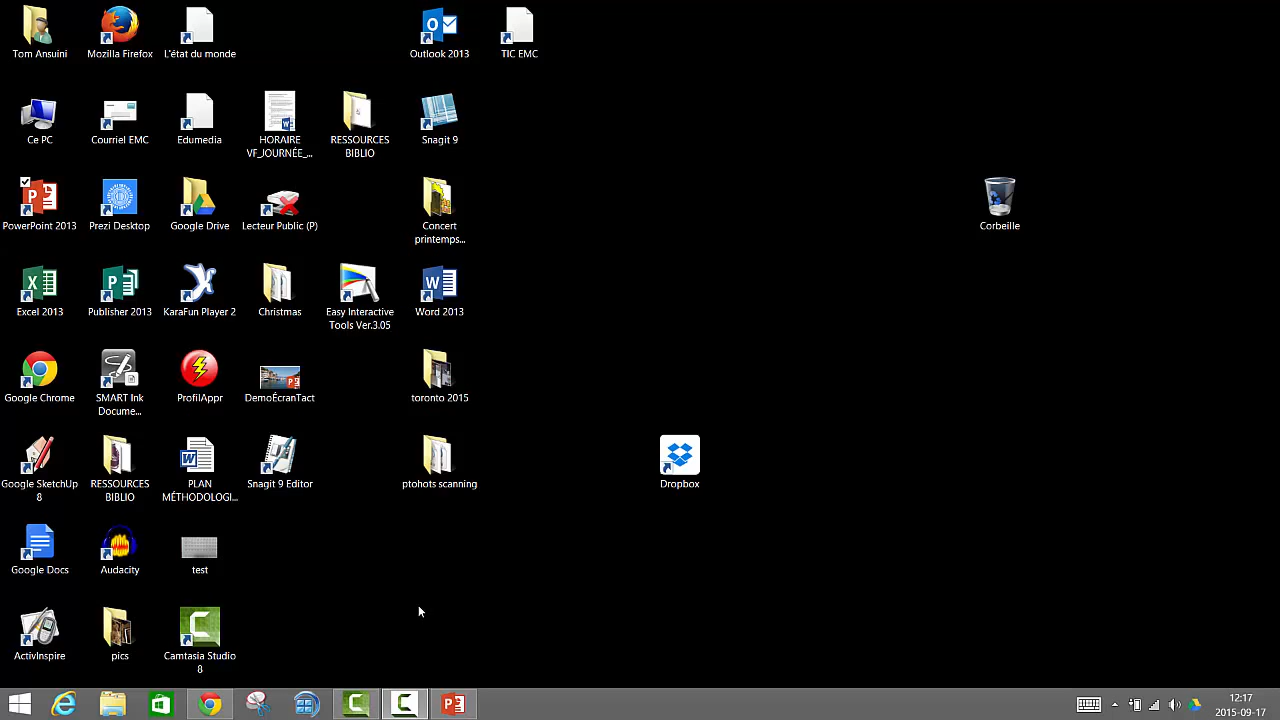 Tom Ansuini
Mozilla Firefox
L'état du monde
Outlook 2013
TIC EMC
Ce PC
Courriel EMC
Edumedia
HORAIRE
VF_JOURNÉE_...
RESSOURCES
BIBLIO
Snagit 9
PowerPoint 2013
Prezi Desktop
Google Drive
Lecteur Public (P)
Concert
printemps...
Corbeille
Excel 2013
Publisher 2013
KaraFun Player 2
Christmas
Easy Interactive
Tools Ver.3.05
Word 2013
Google Chrome
SMART Ink
Docume...
ProfilAppr
DemoÉcranTact
toronto 2015
Google SketchUp
8
RESSOURCES
BIBLIO
PLAN
MÉTHODOLOGI...
Snagit 9 Editor
ptohots scanning
Dropbox
Google Docs
Audacity
test
ActivInspire
pics
Camtasia Studio
8
12:17
2015-09-17